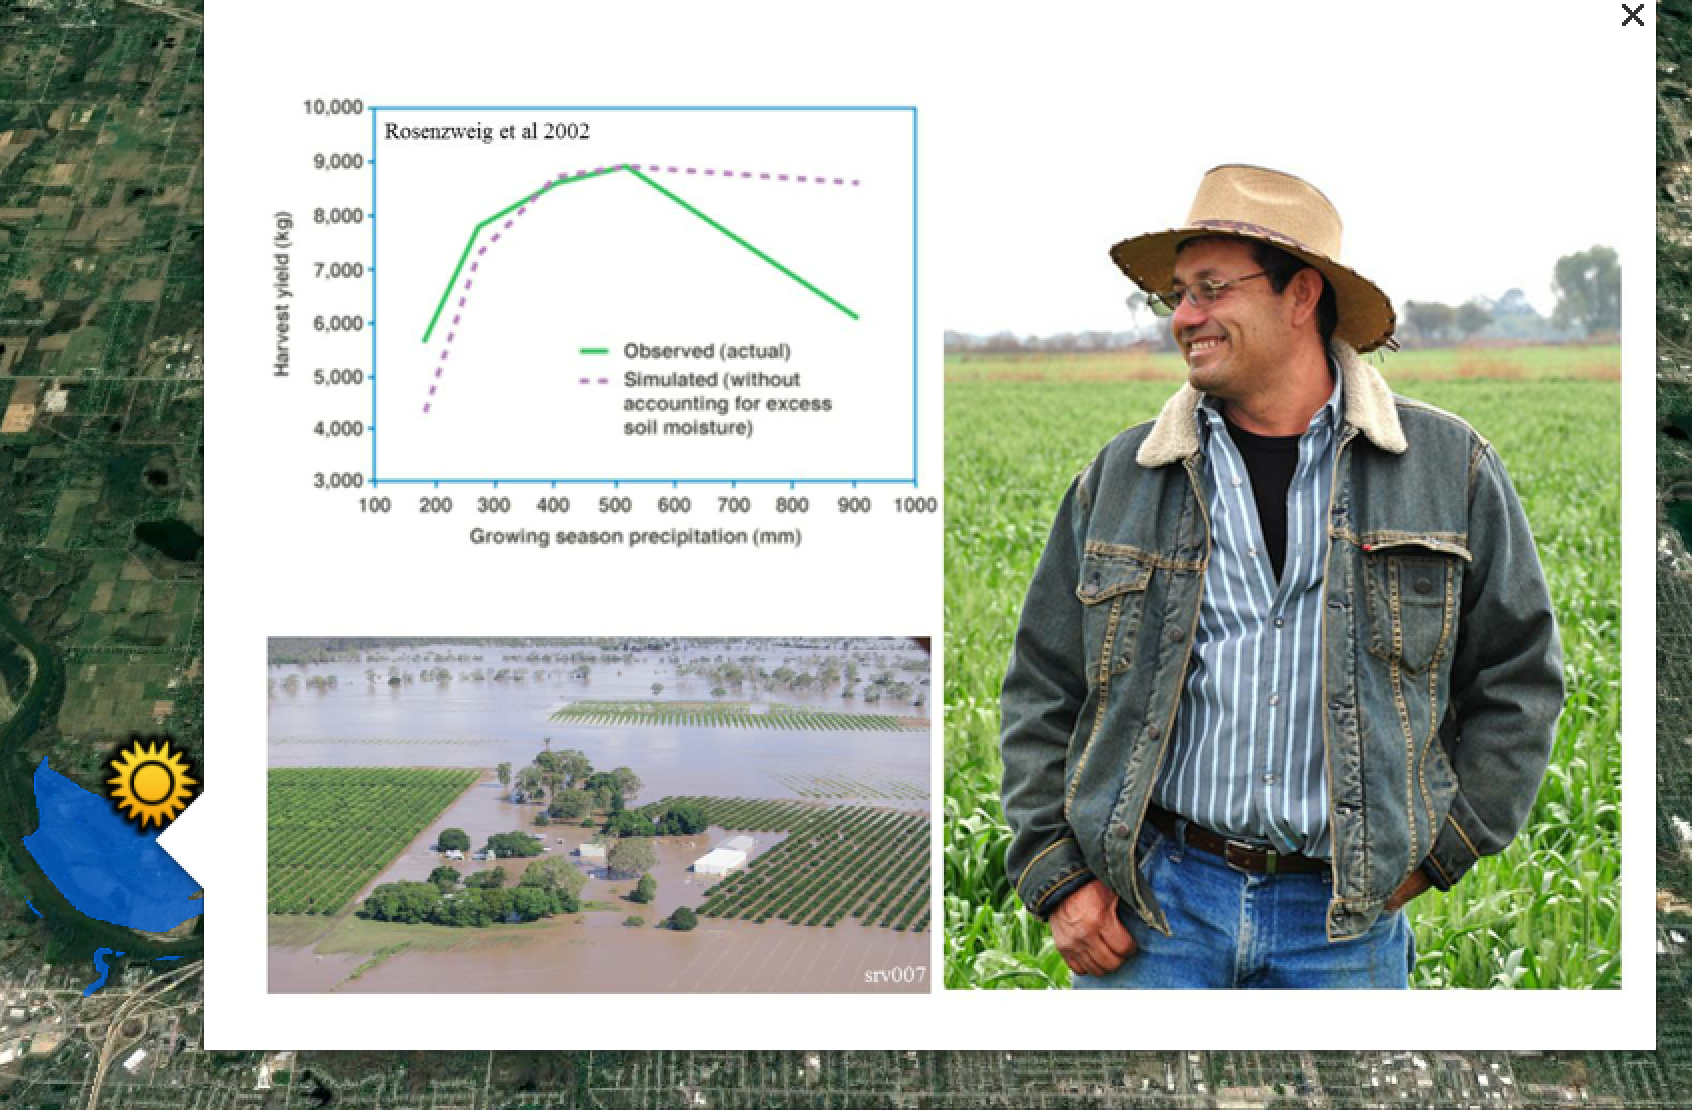 Rosenzweig et al 2002
10,000
9,000
8,000
7,000
6,000
5,000
4,000
3,000
Harvest yield (kg)
Observed (actual)
Simulated (without
accounting for excess
soil moisture)
100 200 300 400 500 600 700 800 900 1000
Growing season precipitation (mm)
srv007